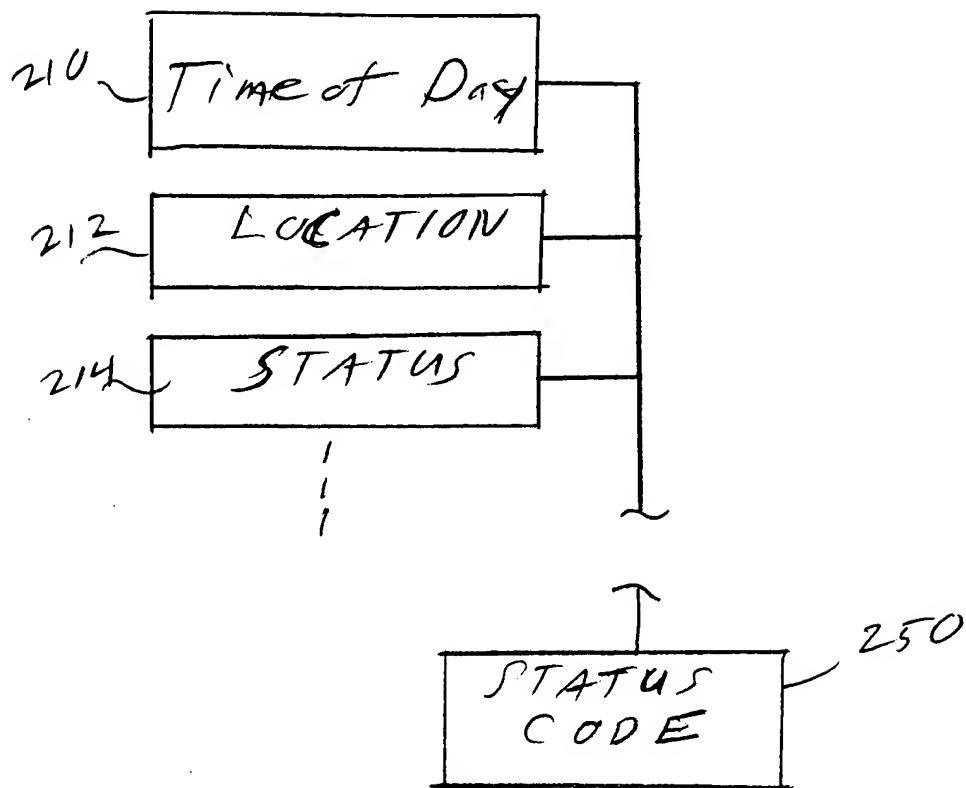 210
Time of Day
212
LOCATION
214
STATUS
250
STATUS
CODE